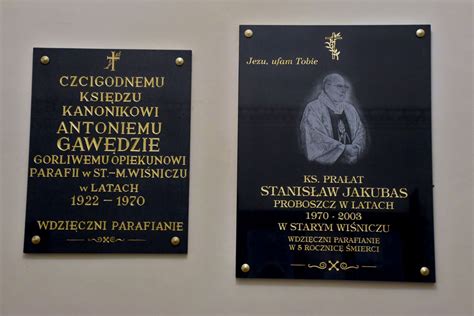 CZCIGODNEMU
KSIĘDZU
KANONIKOWI
ANTONIEMU
GAWĘDZIE
GORLIWEMU OPIEKUNOWI
PARAFII w ST.-M.WIŚNICZU
w LATACH
1922 - 1970
WDZIĘCZNI PARAFIANIE
Jezu, ufam Tobie
KS. PRAŁAT
STANISŁAW JAKUBAS
PROBOSZCZ W LATACH
1970 - 2003
W STARYM WIŚNICZU
WDZIĘCZNI PARAFIANIE
W 8 ROCZNICĘ ŚMIERCI